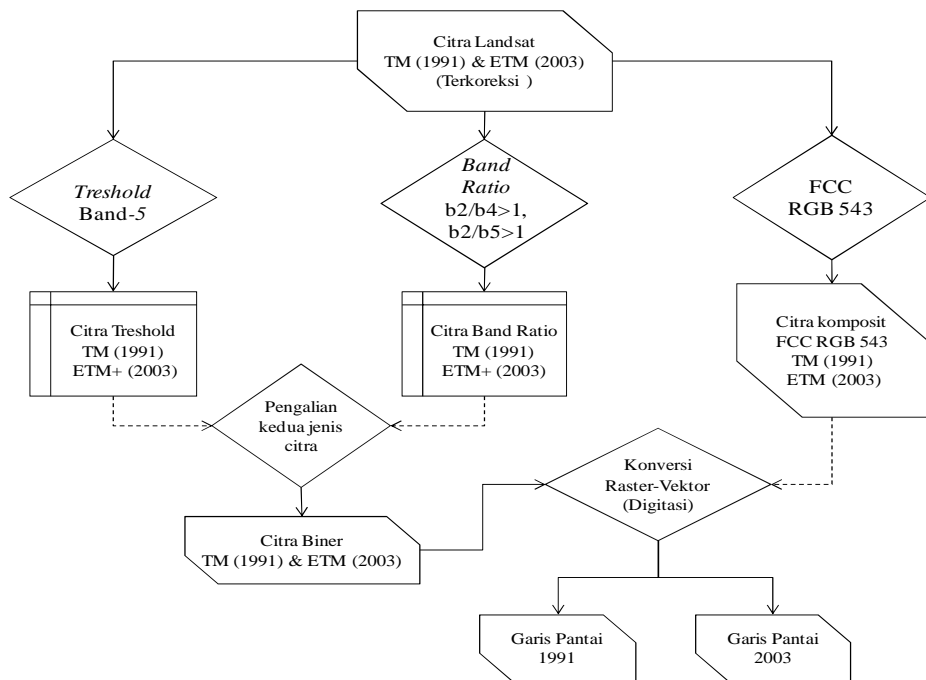 Citra Landsat
TM (1991) & ETM (2003)
(Terkoreksi )
Treshold
Band-5
Band
Ratio
b2/b4>1,
b2/b5>1
FCC
RGB 543
Citra Treshold
TM (1991)
ETM+ (2003)
Citra Band Ratio
TM (1991)
ETM+ (2003)
Citra komposit
FCC RGB 543
TM (1991)
ETM (2003)
Pengalian
kedua jenis
citra
Konversi
Raster-Vektor
(Digitasi)
Citra Biner
TM (1991) & ETM (2003)
Garis Pantai
1991
Garis Pantai
2003